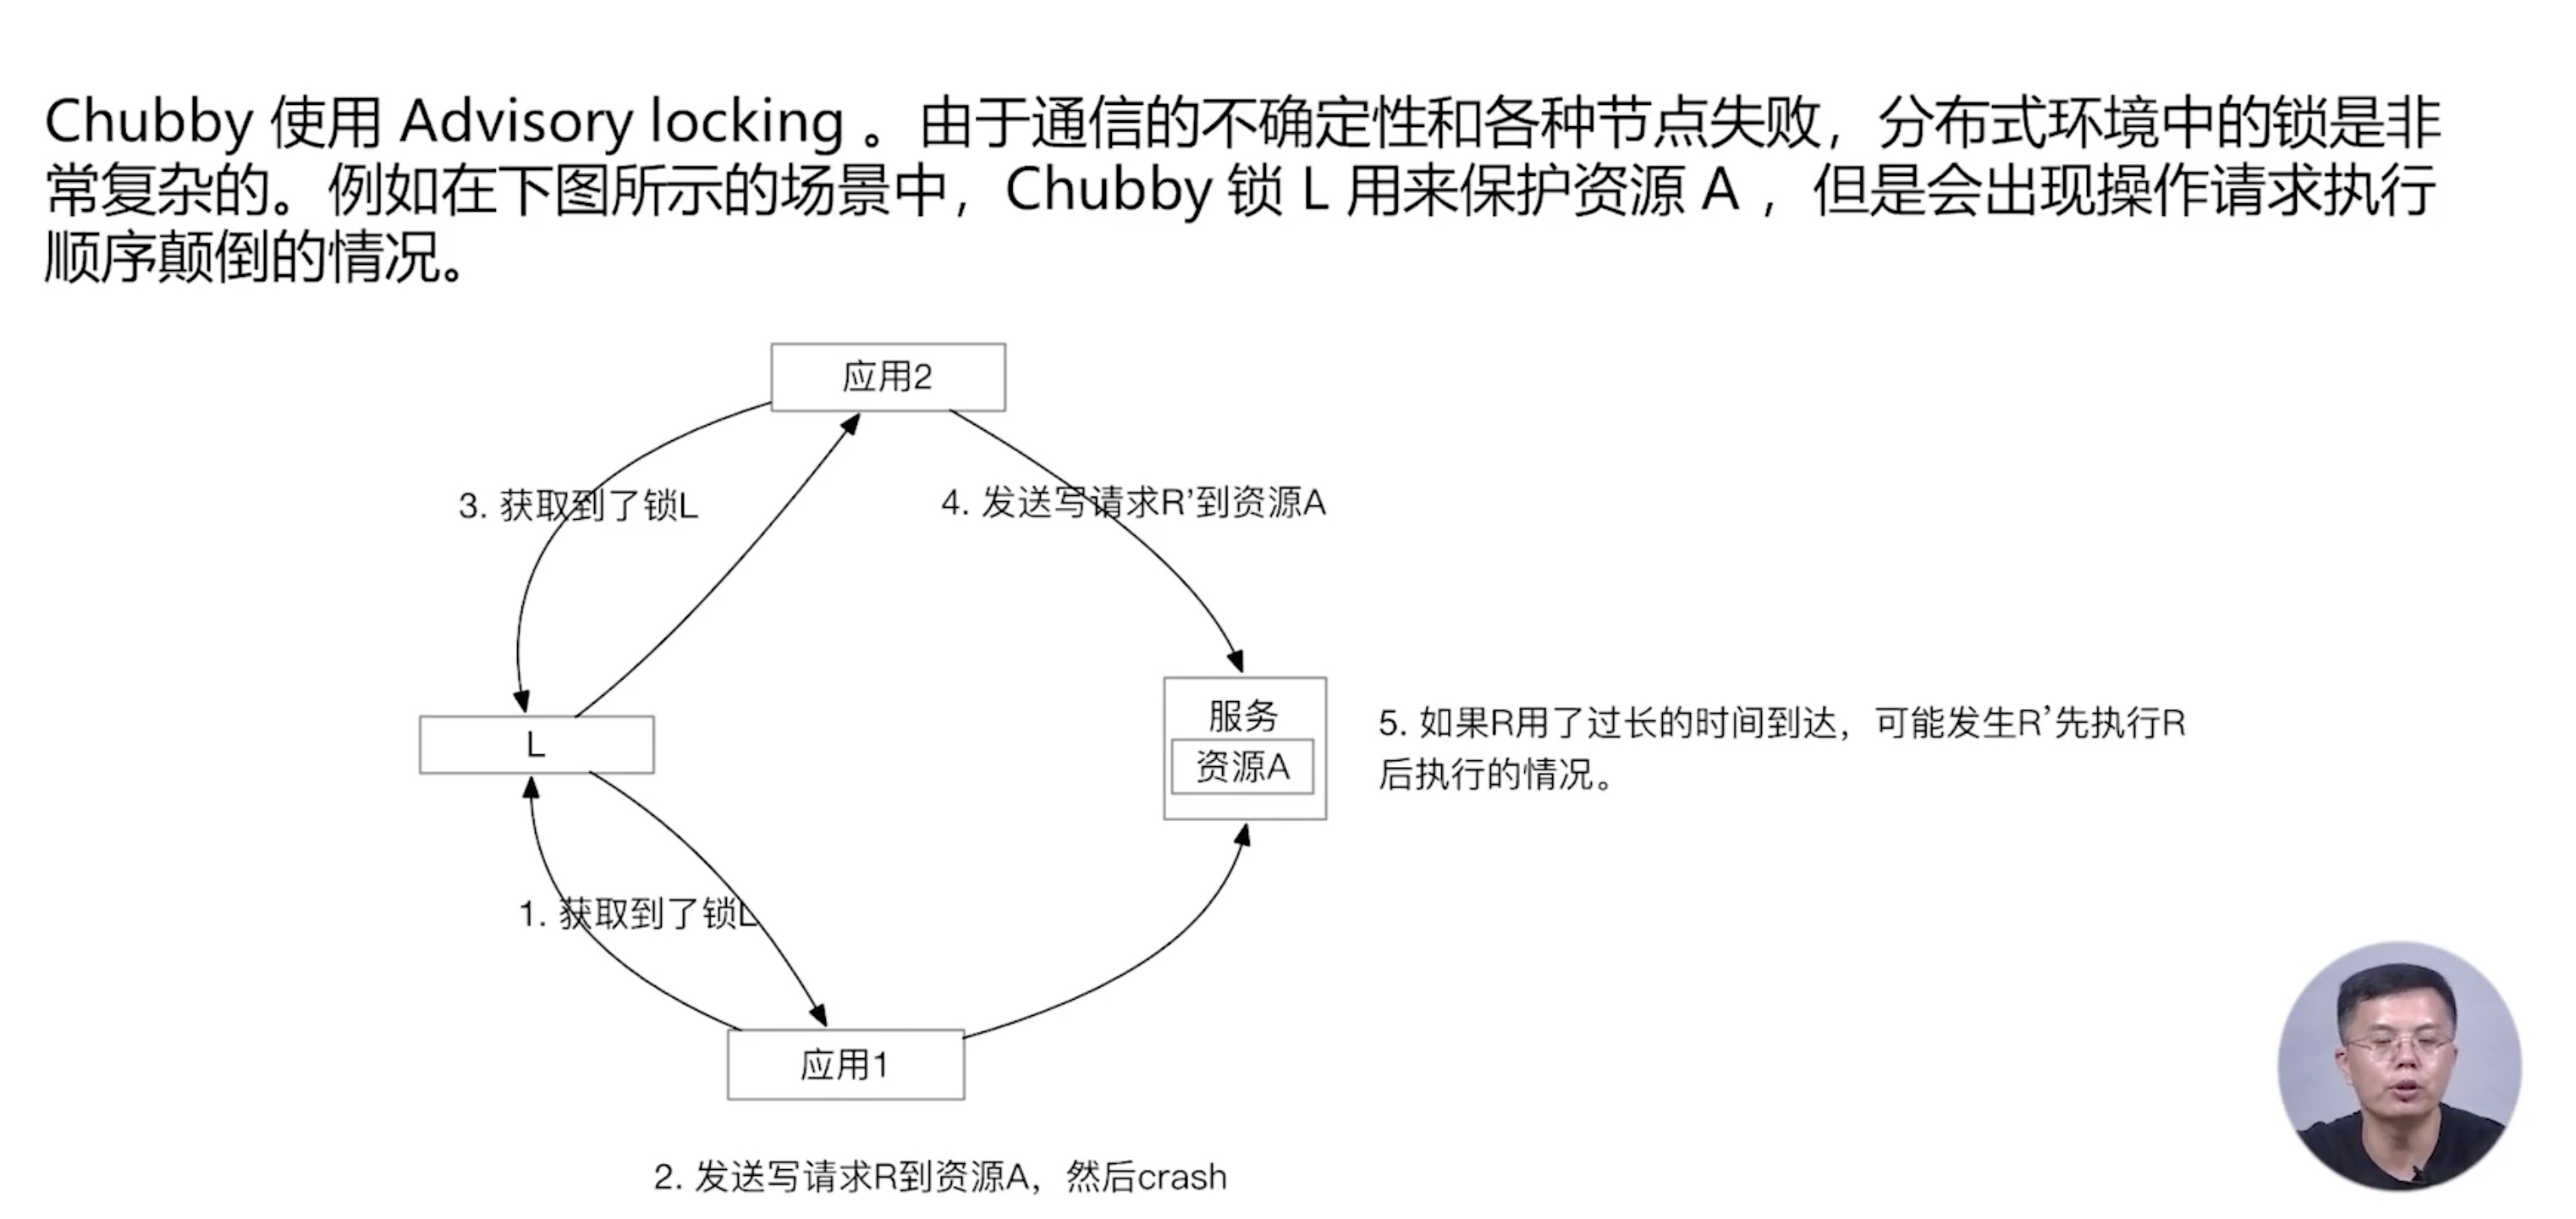 Chubby 使用 Advisory locking 。由于通信的不确定性和各种节点失败，分布式环境中的锁是非
常复杂的。例如在下图所示的场景中，Chubby 锁 L 用来保护资源 A ，但是会出现操作请求执行
顺序颠倒的情况。
应用2
3. 获取到了锁L
4. 发送写请求R’到资源A
服务
资源A
5. 如果R用了过长的时间到达，可能发生R’先执行R
后执行的情况。
L
1. 获取到了锁L
应用1
2. 发送写请求R到资源A，然后crash